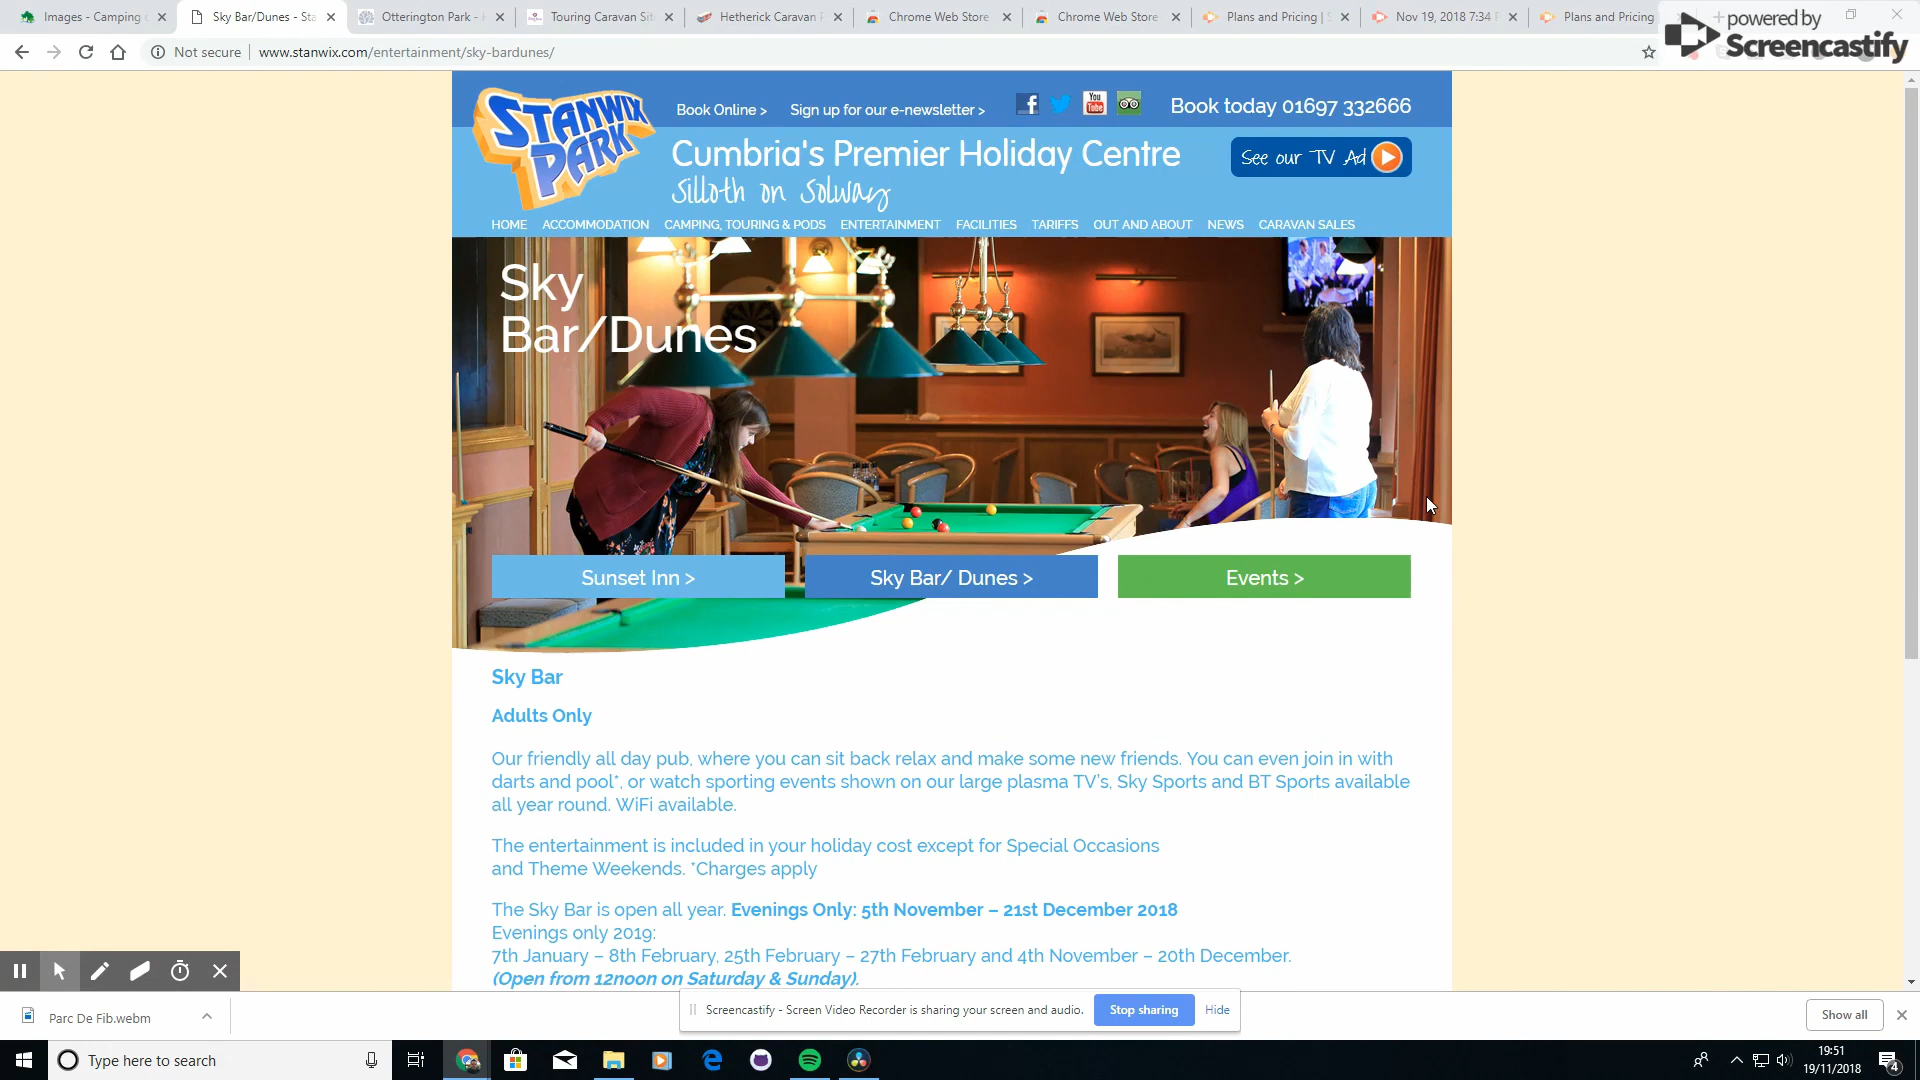 Images - Camping
Sky Bar/Dunes - Sta
Otterington Park -
Touring Caravan Sit
Hetherick Caravan
Chrome Web Store
Chrome Web Store
Plans and Pricing |
Nov 19, 2018 7:34
Plans and Pricing
powered by
Screencastify
Not secure
www.stanwix.com/entertainment/sky-bardunes/
STANWIX
PARK
Book Online >
Sign up for our e-newsletter >
You
Tube
Book today 01697 332666
Cumbria's Premier Holiday Centre
See our TV Ad
Silloth on Solway
HOME ACCOMMODATION CAMPING, TOURING & PODS ENTERTAINMENT FACILITIES TARIFFS OUT AND ABOUT NEWS CARAVAN SALES
Sky
Bar/Dunes
Sunset Inn >
Sky Bar/ Dunes >
Events >
Sky Bar
Adults Only
Our friendly all day pub, where you can sit back relax and make some new friends. You can even join in with
darts and pool*, or watch sporting events shown on our large plasma TV's, Sky Sports and BT Sports available
all year round. WiFi available.
The entertainment is included in your holiday cost except for Special Occasions
and Theme Weekends. *Charges apply
The Sky Bar is open all year. Evenings Only: 5th November – 21st December 2018
Evenings only 2019:
7th January – 8th February, 25th February – 27th February and 4th November – 20th December.
(Open from 12noon on Saturday & Sunday).
Screencastify - Screen Video Recorder is sharing your screen and audio.
Stop sharing
Hide
Parc De Fib.webm
Show all
Type here to search
19:51
19/11/2018
4